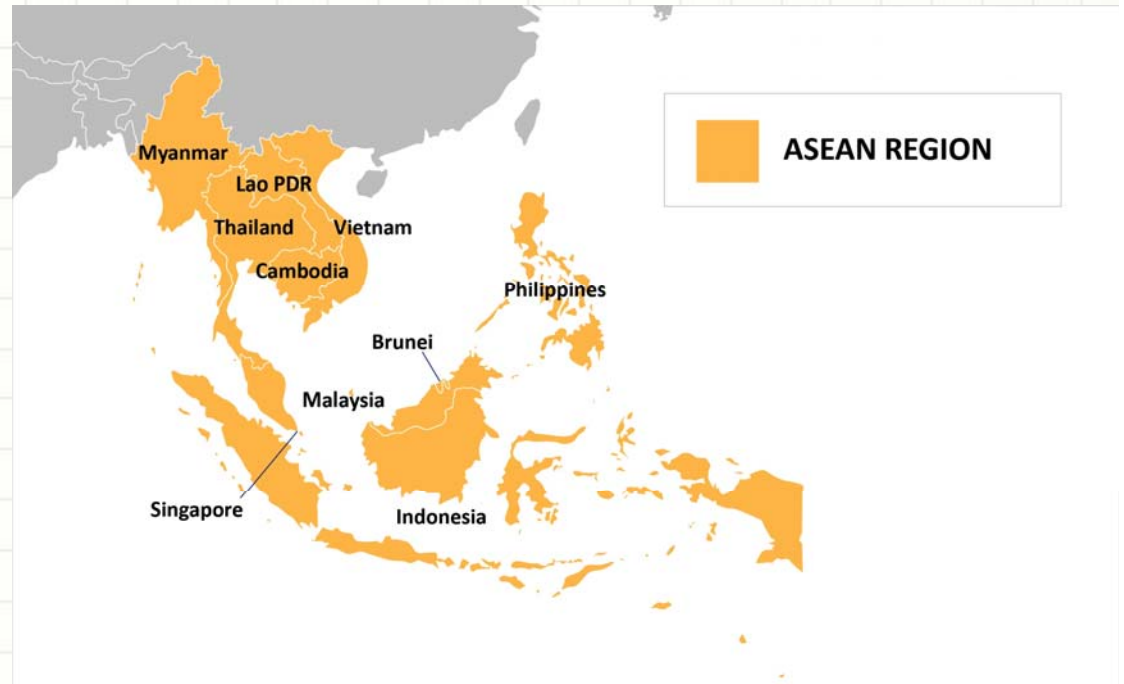 ASEAN REGION
Myanmar
Lao PDR
Thailand
Vietnam
Cambodia
Philippines
Brunei
Malaysia
Singapore
Indonesia